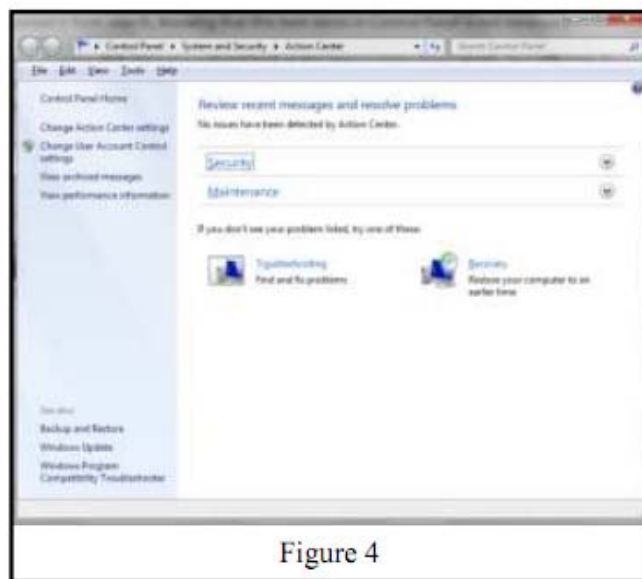 Control Panel ▸ System and Security ▸ Action Center
Search Control Panel
File Edit View Tools Help
Control Panel Home
Change Action Center settings
Change User Account Control
settings
View archived messages
View performance information
See also
Backup and Restore
Windows Update
Windows Program
Compatibility Troubleshooter
Review recent messages and resolve problems
No issues have been detected by Action Center.
Security
Maintenance
If you don't see your problem listed, try one of these:
Troubleshooting
Find and fix problems
Recovery
Restore your computer to an
earlier time
Figure 4